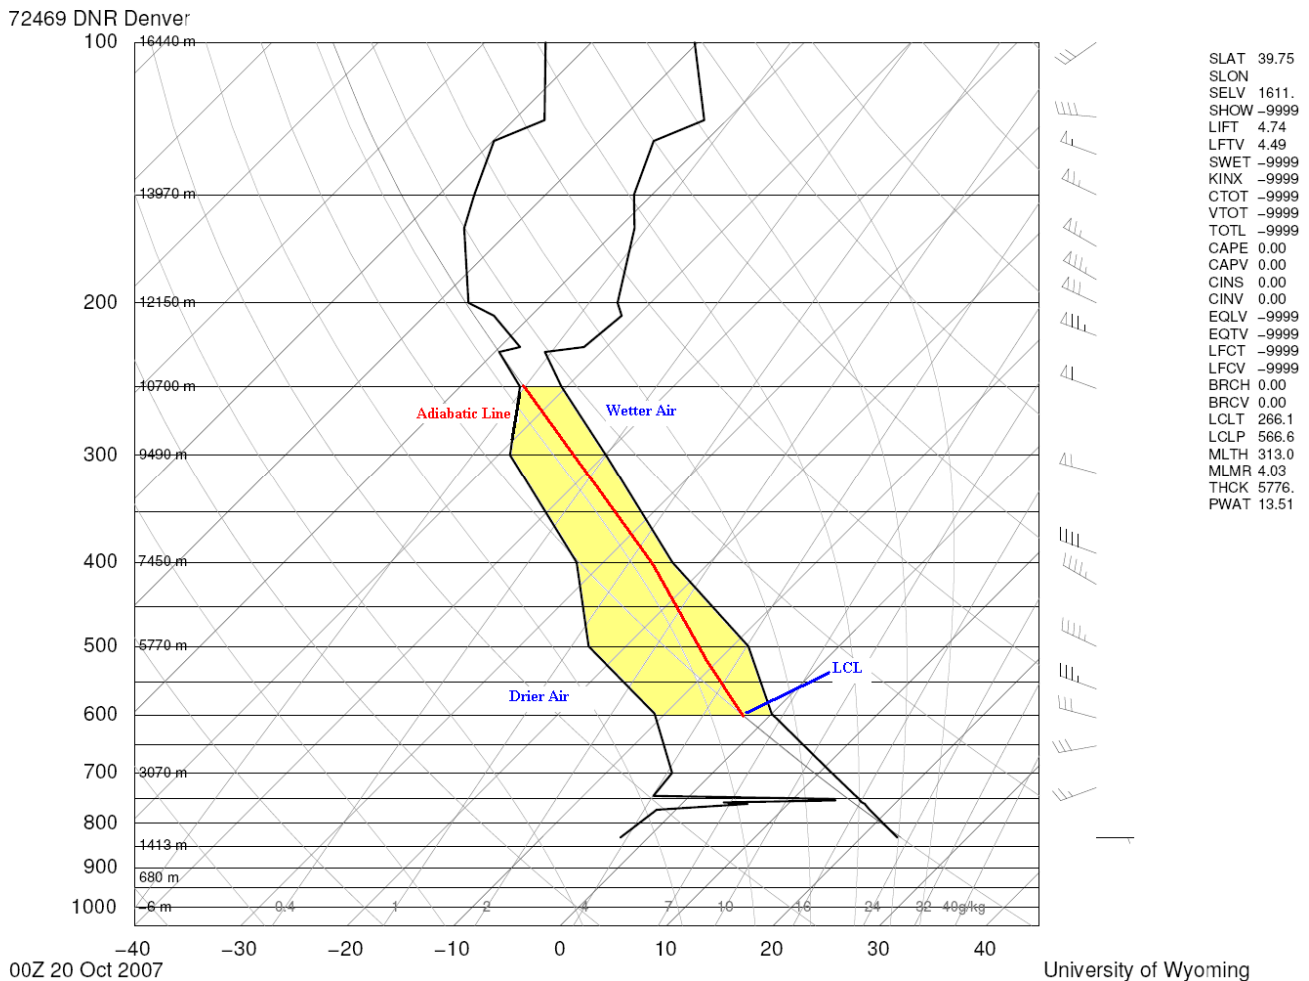 72469 DNR Denver
100
16440 m
13970 m
200
12150 m
10700 m
Adiabatic Line
Wetter Air
300
9490 m
400
7450 m
500
5770 m
LCL
Drier Air
600
700
3070 m
800
1413 m
900
680 m
1000
-6 m
0.4 1 2 4 7 10 16 24 32 40g/kg
-40 -30 -20 -10 0 10 20 30 40
00Z 20 Oct 2007
University of Wyoming
SLAT 39.75
SLON
SELV 1611.
SHOW -9999
LIFT 4.74
LFTV 4.49
SWET -9999
KINX -9999
CTOT -9999
VTOT -9999
TOTL -9999
CAPE 0.00
CAPV 0.00
CINS 0.00
CINV 0.00
EQLV -9999
EQTV -9999
LFCT -9999
LFCV -9999
BRCH 0.00
BRCV 0.00
LCLT 266.1
LCLP 566.6
MLTH 313.0
MLMR 4.03
THCK 5776.
PWAT 13.51